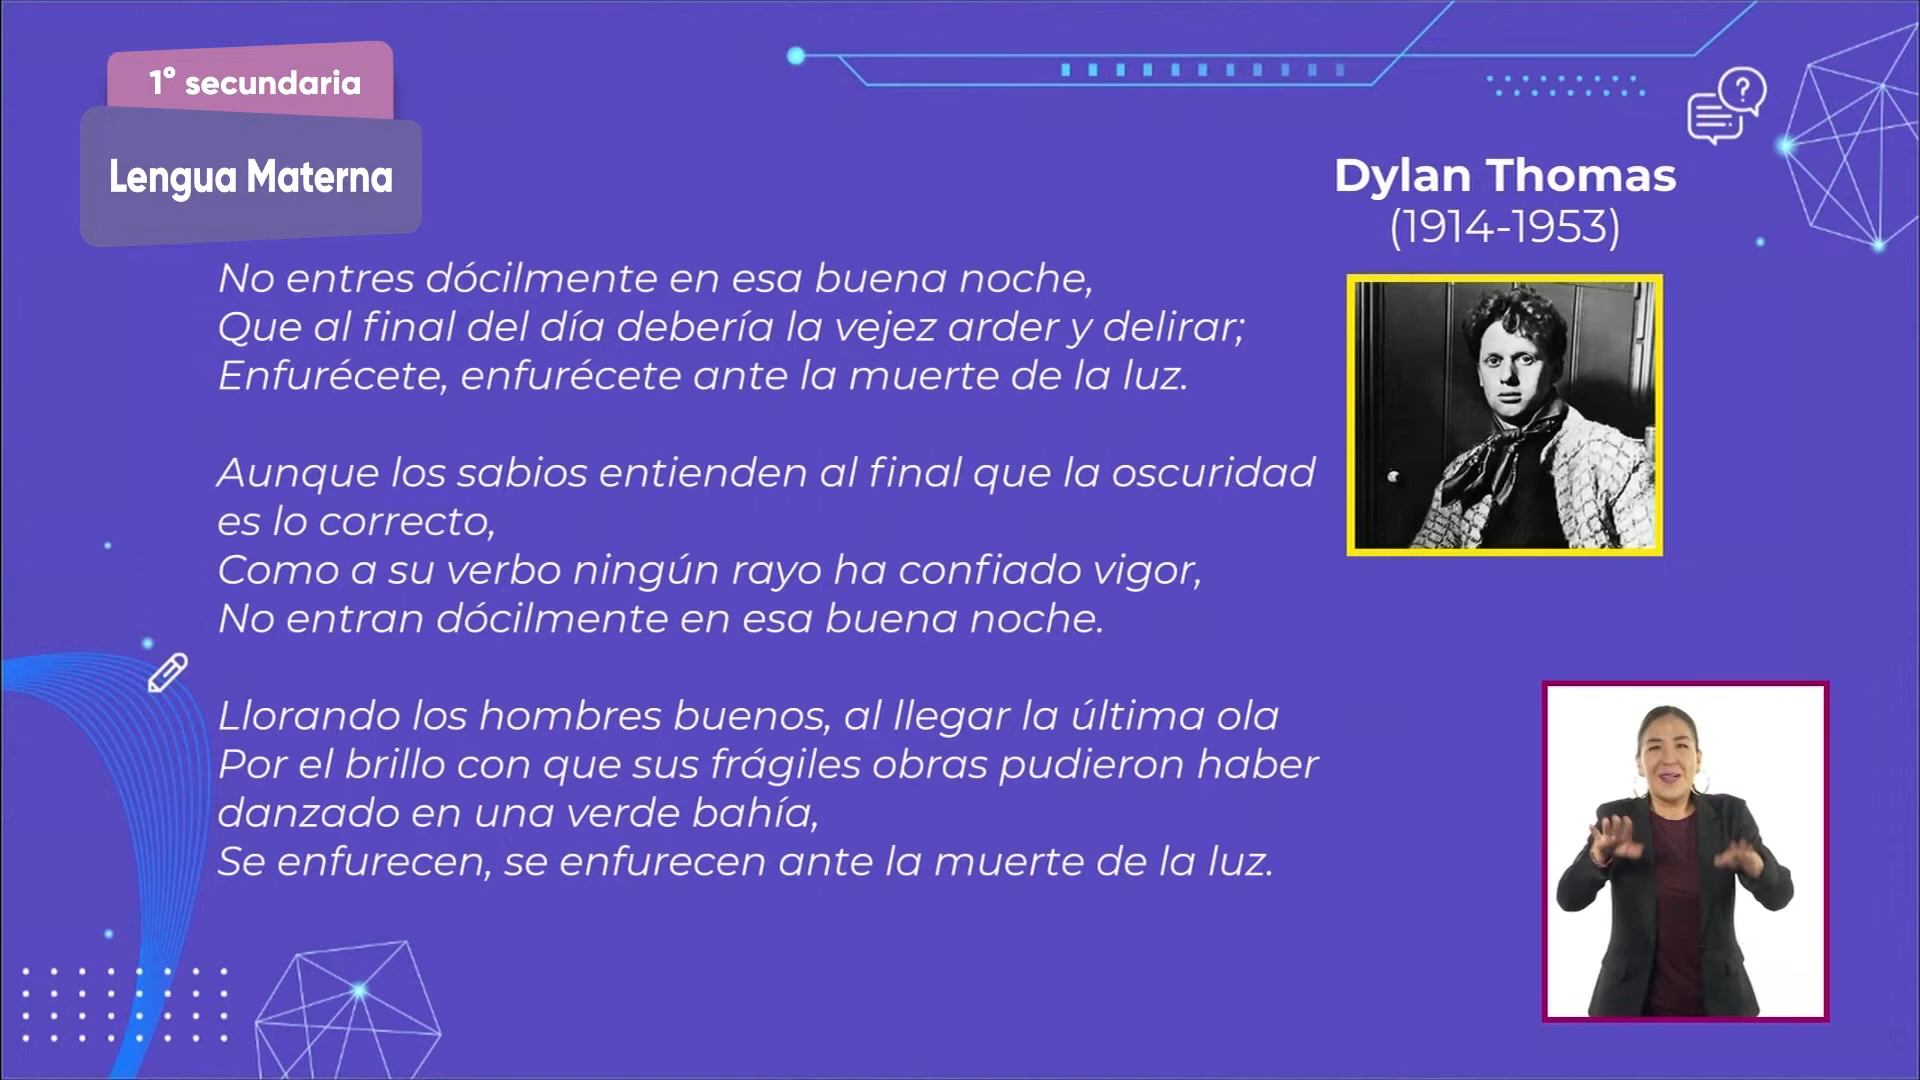 1° secundaria
Lengua Materna
Dylan Thomas
(1914-1953)
No entres dócilmente en esa buena noche,
Que al final del día debería la vejez arder y delirar;
Enfurécete, enfurécete ante la muerte de la luz.
Aunque los sabios entienden al final que la oscuridad
es lo correcto,
Como a su verbo ningún rayo ha confiado vigor,
No entran dócilmente en esa buena noche.
Llorando los hombres buenos, al llegar la última ola
Por el brillo con que sus frágiles obras pudieron haber
danzado en una verde bahía,
Se enfurecen, se enfurecen ante la muerte de la luz.